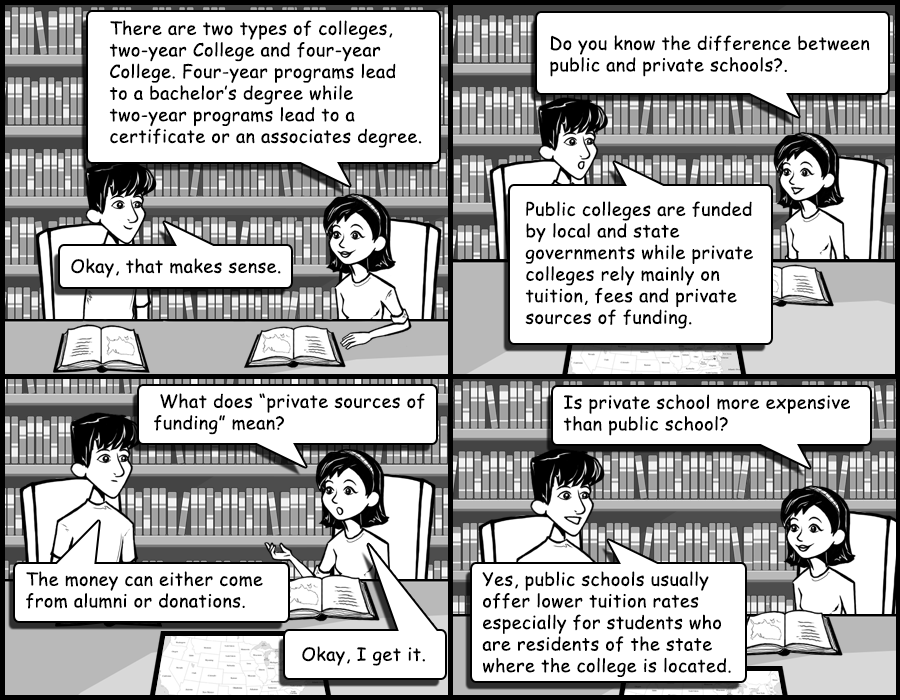 There are two types of colleges,
two-year College and four-year
College. Four-year programs lead
to a bachelor's degree while
two-year programs lead to a
certificate or an associates degree.
Okay, that makes sense.
Do you know the difference between
public and private schools?.
Public colleges are funded
by local and state
governments while private
colleges rely mainly on
tuition, fees and private
sources of funding.
What does “private sources of
funding” mean?
The money can either come
from alumni or donations.
Okay, I get it.
Is private school more expensive
than public school?
Yes, public schools usually
offer lower tuition rates
especially for students who
are residents of the state
where the college is located.